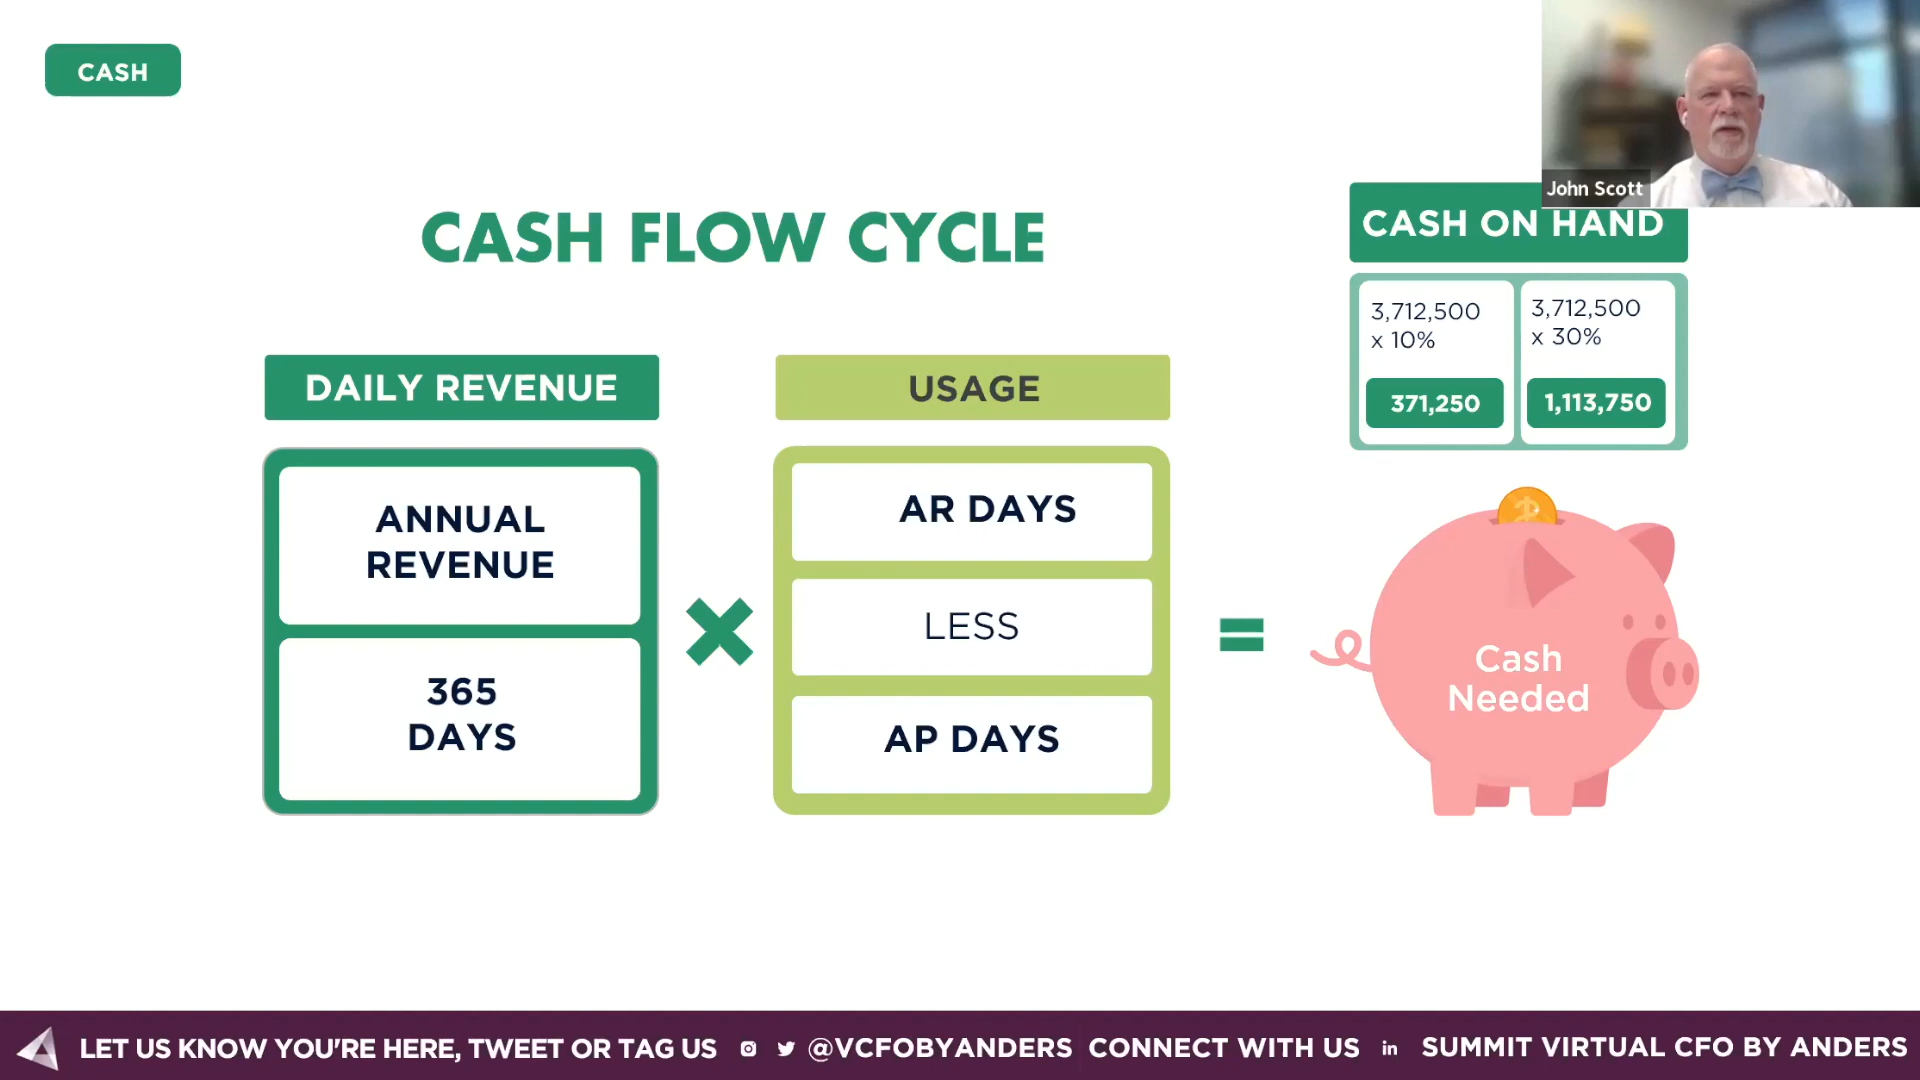 CASH
John Scott
CASH FLOW CYCLE
CASH ON HAND
3,712,500
x 10%
371,250
3,712,500
x 30%
1,113,750
DAILY REVENUE
ANNUAL
REVENUE
365
DAYS
USAGE
AR DAYS
LESS
AP DAYS
Cash
Needed
LET US KNOW YOU'RE HERE, TWEET OR TAG US @VCFOBYANDERS CONNECT WITH US in SUMMIT VIRTUAL CFO BY ANDERS